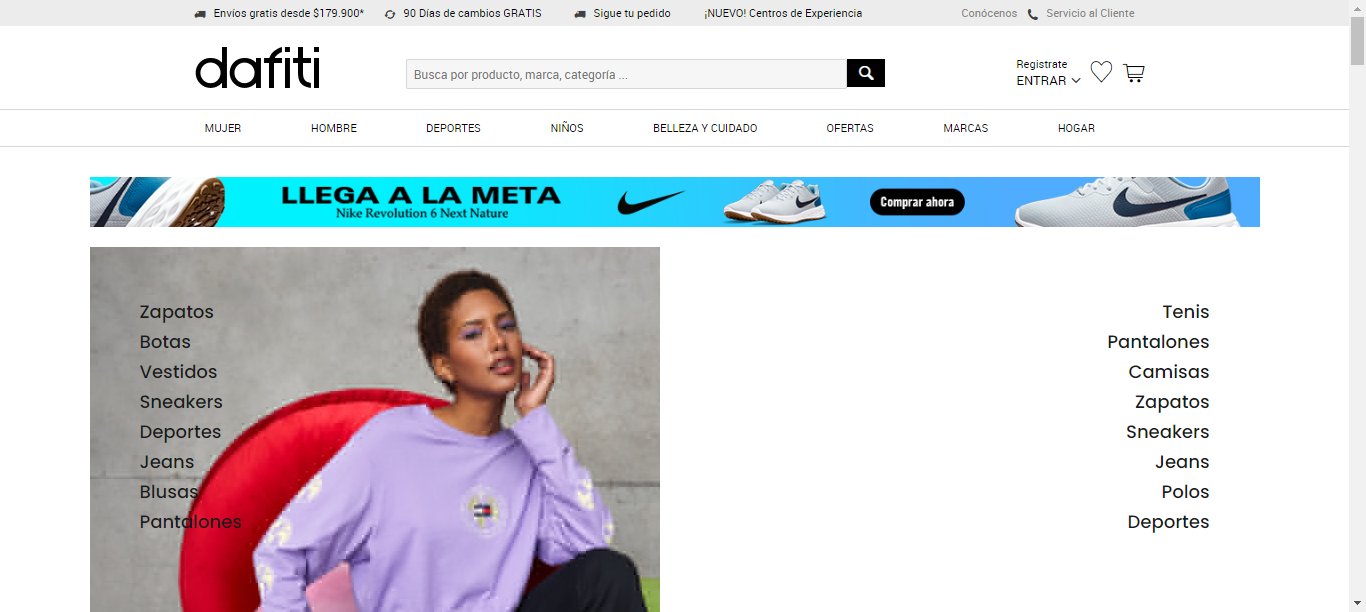 Envíos gratis desde $179.900*
90 Días de cambios GRATIS
Sigue tu pedido
¡NUEVO! Centros de Experiencia
Conócenos
Servicio al Cliente
dafiti
Busca por producto, marca, categoría ...
Registrate
ENTRAR
MUJER
HOMBRE
DEPORTES
NIÑOS
BELLEZA Y CUIDADO
OFERTAS
MARCAS
HOGAR
LLEGA A LA META
Nike Revolution 6 Next Nature
Comprar ahora
Zapatos
Botas
Vestidos
Sneakers
Deportes
Jeans
Blusas
Pantalones
Tenis
Pantalones
Camisas
Zapatos
Sneakers
Jeans
Polos
Deportes